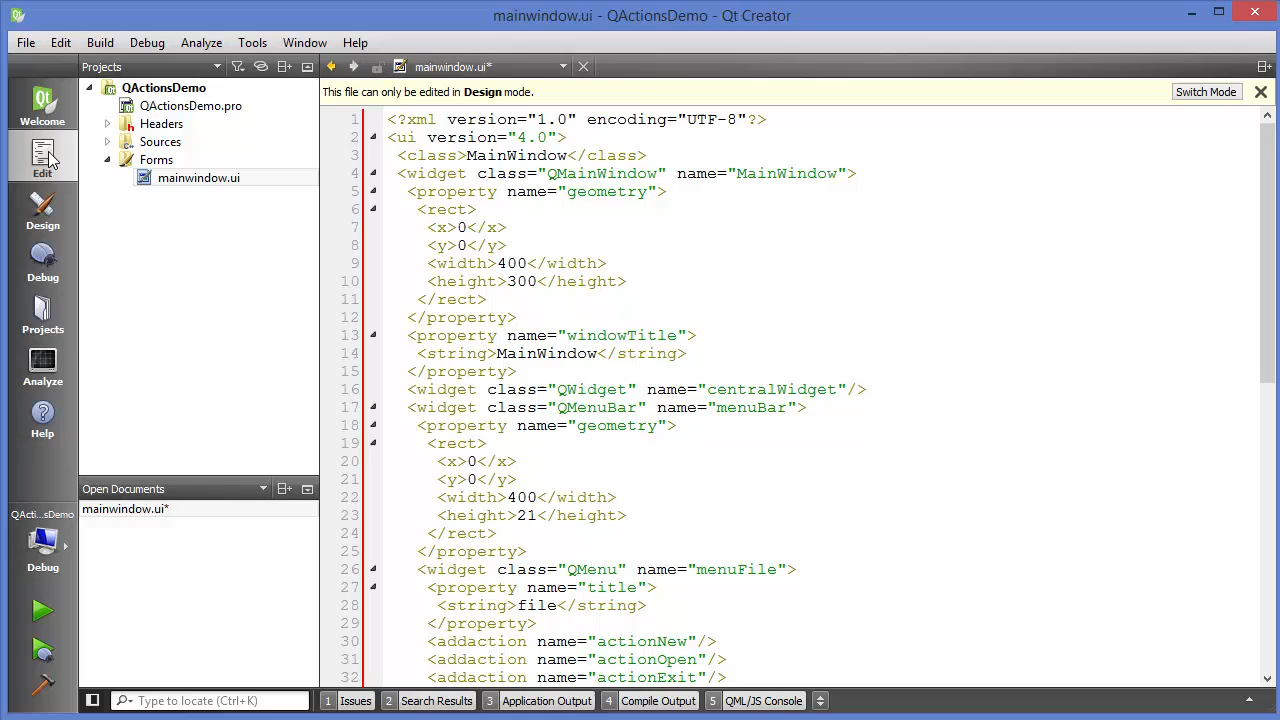 mainwindow.ui - QActionsDemo - Qt Creator
File Edit Build Debug Tools Analyze Window Help
Projects
mainwindow.ui*
Welcome
Edit
Design
Debug
Projects
Analyze
Help
QActi...sDemo
Debug
QActionsDemo
QActionsDemo.pro
Headers
Sources
Forms
mainwindow.ui
Open Documents
mainwindow.ui*
This file can only be edited in Design mode.
Switch Mode
1 <?xml version="1.0" encoding="UTF-8"?>
2 <ui version="4.0">
3 <class>MainWindow</class>
4 <widget class="QMainWindow" name="MainWindow">
5 <property name="geometry">
6 <rect>
7 <x>0</x>
8 <y>0</y>
9 <width>400</width>
10 <height>300</height>
11 </rect>
12 </property>
13 <property name="windowTitle">
14 <string>MainWindow</string>
15 </property>
16 <widget class="QWidget" name="centralWidget"/>
17 <widget class="QMenuBar" name="menuBar">
18 <property name="geometry">
19 <rect>
20 <x>0</x>
21 <y>0</y>
22 <width>400</width>
23 <height>21</height>
24 </rect>
25 </property>
26 <widget class="QMenu" name="menuFile">
27 <property name="title">
28 <string>file</string>
29 </property>
30 <addaction name="actionNew"/>
31 <addaction name="actionOpen"/>
32 <addaction name="actionExit"/>
Type to locate (Ctrl+K)
1 Issues
2 Search Results
3 Application Output
4 Compile Output
5 QML/JS Console